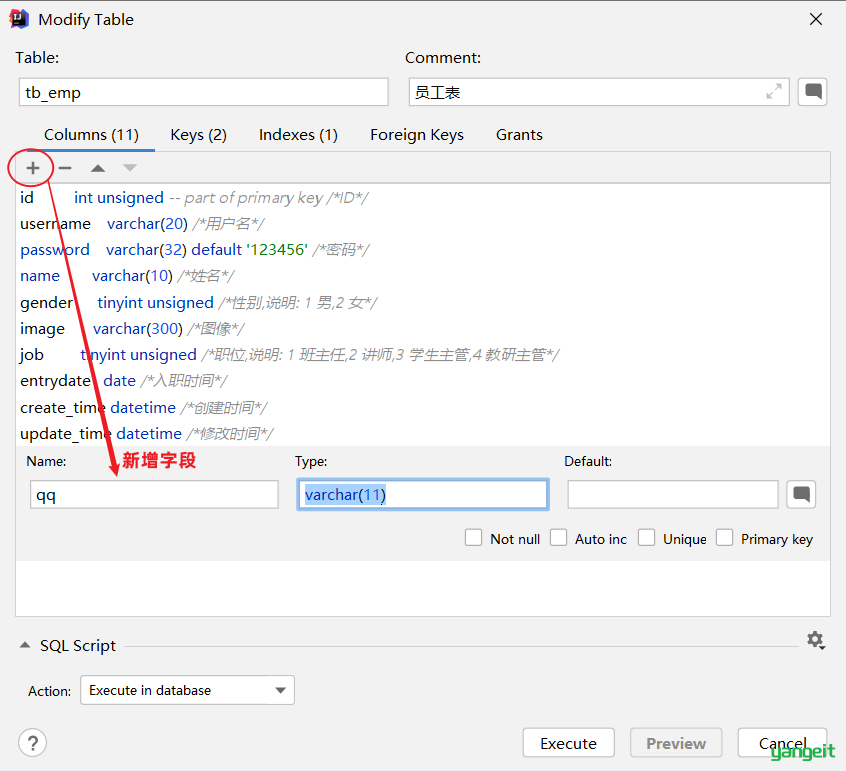 Modify Table
Table:
Comment:
tb_emp
员工表
Columns (11) Keys (2) Indexes (1) Foreign Keys Grants
id int unsigned -- part of primary key /*ID*/
username varchar(20) /*用户名*/
password varchar(32) default '123456' /*密码*/
name varchar(10) /*姓名*/
gender tinyint unsigned /*性别,说明: 1 男,2 女*/
image varchar(300) /*图像*/
job tinyint unsigned /*职位,说明: 1 班主任,2 讲师,3 学生主管,4 教研主管*/
entrydate date /*入职时间*/
create_time datetime /*创建时间*/
update_time datetime /*修改时间*/
新增字段
Name: Type: Default:
qq varchar(11)
Not null Auto inc Unique Primary key
SQL Script
Action: Execute in database
? Execute Preview Cancel
yangeit